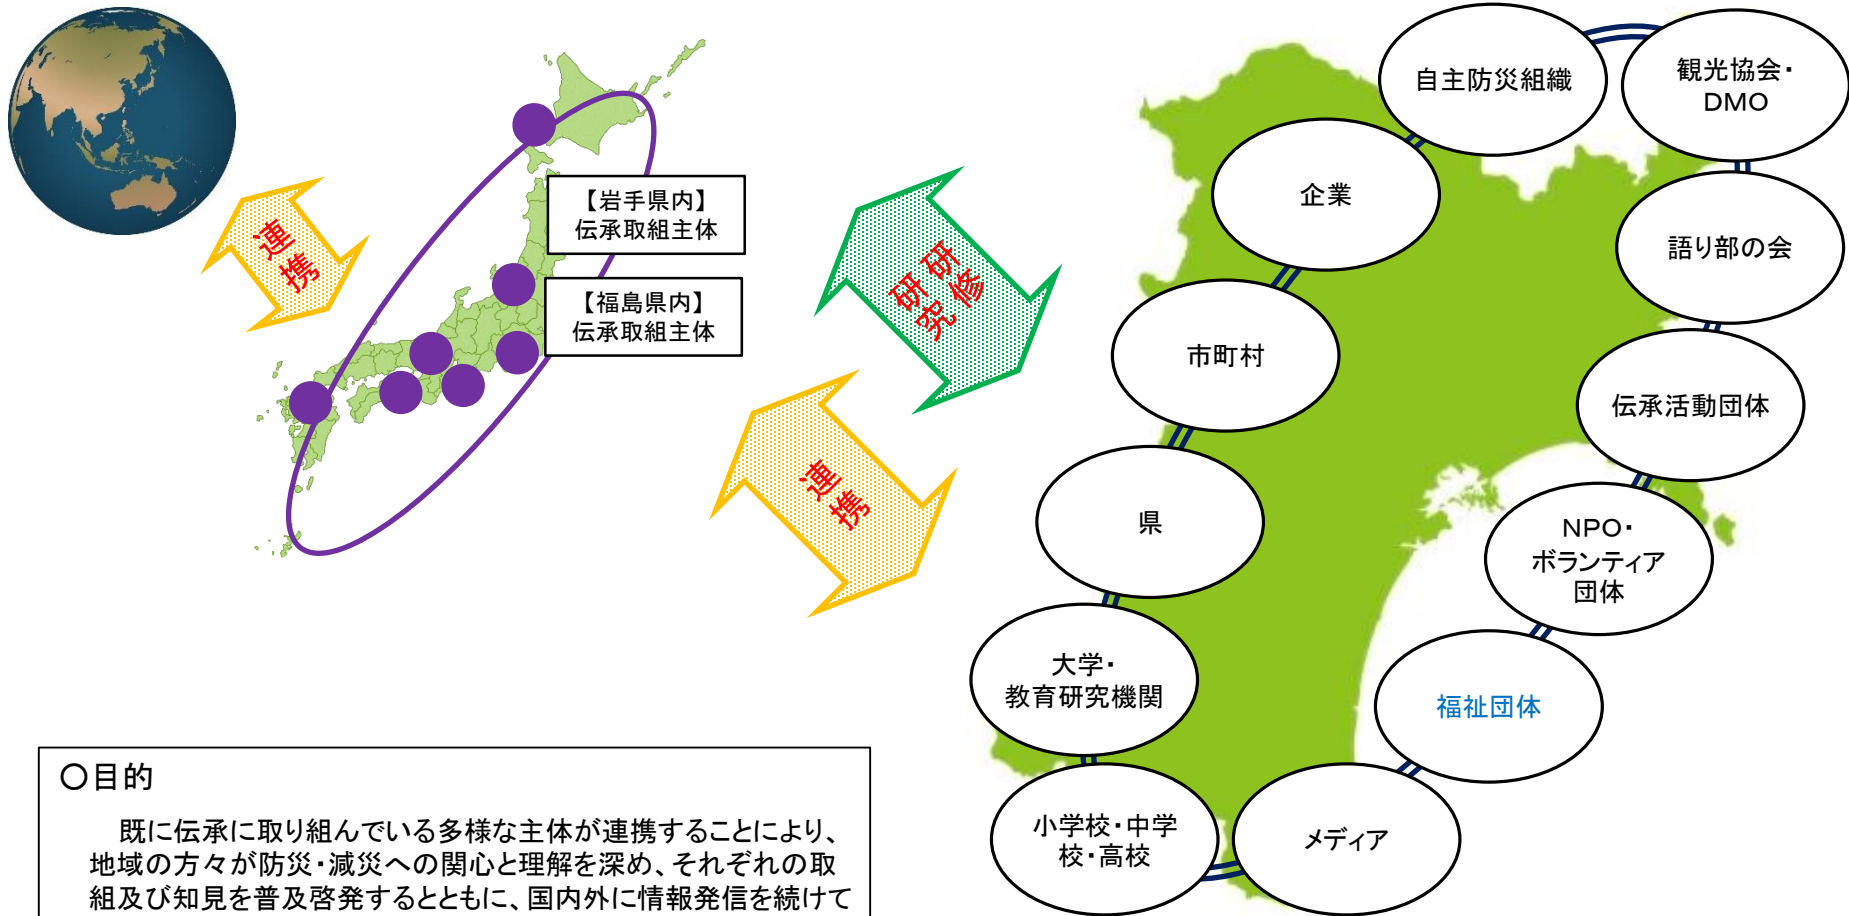 【岩手県内】
伝承取組主体
【福島県内】
伝承取組主体
連携
研修
研究
連携
自主防災組織
観光協会・
DMO
企業
語り部の会
市町村
伝承活動団体
県
NPO・
ボランティア
団体
大学・
教育研究機関
福祉団体
小学校・中学
校・高校
メディア
○目的
既に伝承に取り組んでいる多様な主体が連携することにより、
地域の方々が防災・減災への関心と理解を深め、それぞれの取
組及び知見を普及啓発するとともに、国内外に情報発信を続けて